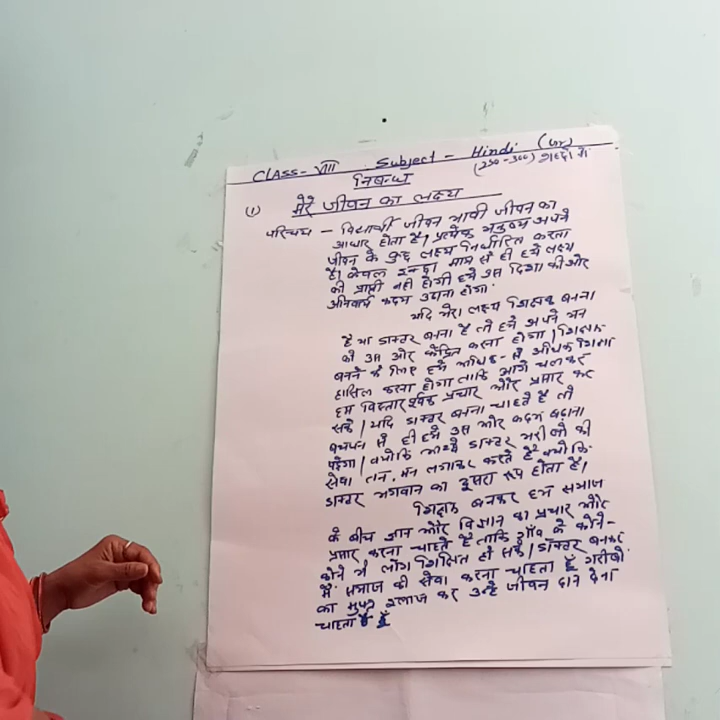 CLASS - VIII Subject - Hindi (Gr)
निबन्ध (250-300) शब्दों में
(1) मेरे जीवन का लक्ष्य
परिचय - विद्यार्थी जीवन भावी जीवन का
आधार होता है। प्रत्येक मनुष्य अपने
जीवन के कुछ लक्ष्य निर्धारित करता
है। केवल इच्छा मात्र से ही हमें लक्ष्य
की प्राप्ती नही होगी हमें उस दिशा की ओर
अनिवार्य कदम उठाना होगा।
यदि मेरा लक्ष्य शिक्षक बनना
है या डाक्टर बनना है तो हमें अपने मन
को उस ओर केंद्रित करना होगा। शिक्षक
बनने के लिए हमें अधिक-से अधिक शिक्षा
हासिल करना होगा ताकि आगे चलकर
हम विस्तारपूर्वक प्रचार और प्रसार कर
सके। यदि डाक्टर बनना चाहते है तो
बचपन से ही हमें उस ओर कदम बढ़ाना
पड़ेगा। क्योंकि डाक्टर मरीजों की
सेवा तन, मन लगाकर करते है क्योंकि
डाक्टर भगवान का दूसरा रूप होता है।
शिक्षक बनकर हम समाज
के बीच ज्ञान और विज्ञान का प्रचार और
प्रसार करना चाहते है ताकि गाँव के कोने-
कोने में लोग शिक्षित हो सके। डॉक्टर बनकर
मैं समाज की सेवा करना चाहता हूँ गरीबों
का मुफ्त इलाज कर उन्हें जीवन दान देना
चाहता हूँ